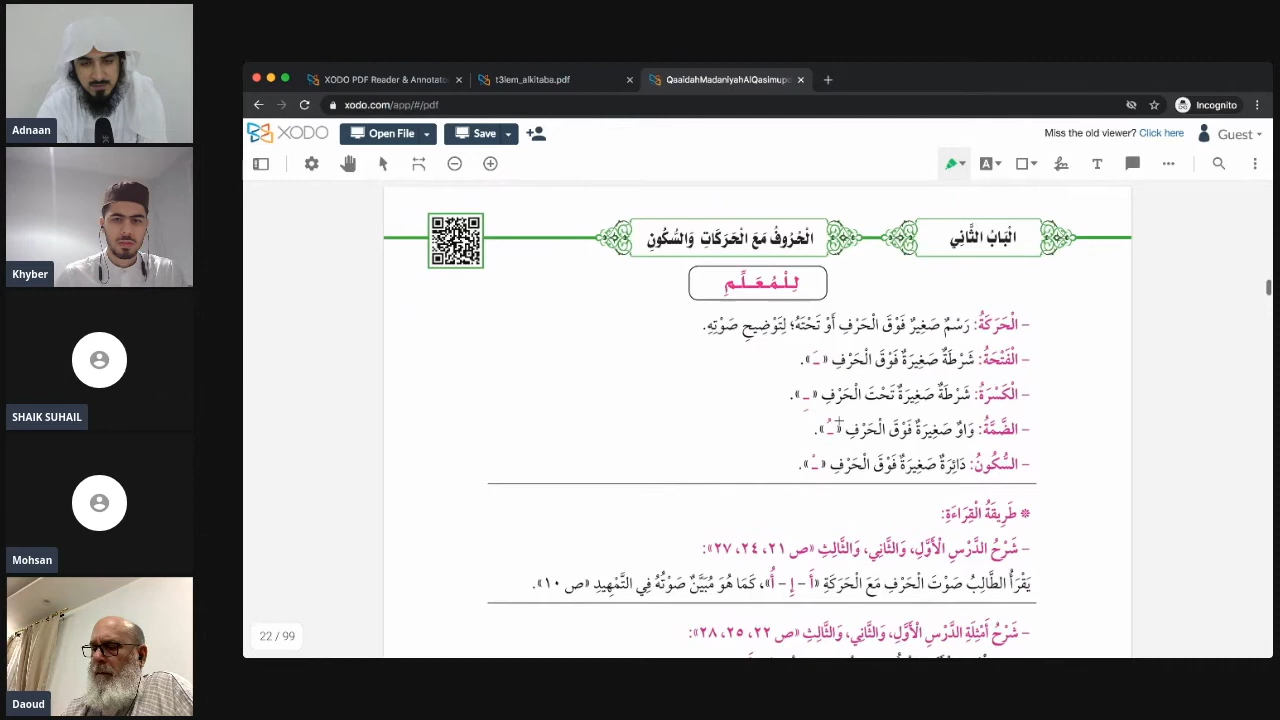 Adnaan
Khyber
SHAIK SUHAIL
Mohsan
Daoud
XODO PDF Reader & Annotato
t3lem_alkitaba.pdf
QaaidahMadaniyahAlQasimupd
xodo.com/app/#/pdf
Incognito
XODO
Open File
Save
Miss the old viewer? Click here
Guest
الْبَابُ الثَّانِي
الْحُرُوفُ مَعَ الْحَرَكَاتِ وَالسُّكُونِ
لِلْمُعَلِّمِ
- الْحَرَكَةُ: رَسْمٌ صَغِيرٌ فَوْقَ الْحَرْفِ أَوْ تَحْتَهُ؛ لِتَوْضِيحِ صَوْتِهِ.
- الْفَتْحَةُ: شَرْطَةٌ صَغِيرَةٌ فَوْقَ الْحَرْفِ «ـَ».
- الْكَسْرَةُ: شَرْطَةٌ صَغِيرَةٌ تَحْتَ الْحَرْفِ «ـِ».
- الضَّمَّةُ: وَاوٌ صَغِيرَةٌ فَوْقَ الْحَرْفِ «ـُ».
- السُّكُونُ: دَائِرَةٌ صَغِيرَةٌ فَوْقَ الْحَرْفِ «ـْ».
* طَرِيقَةُ الْقِرَاءَةِ:
- شَرْحُ الدَّرْسِ الْأَوَّلِ، وَالثَّانِي، وَالثَّالِثِ «ص ٢١، ٢٤، ٢٧»:
يَقْرَأُ الطَّالِبُ صَوْتَ الْحَرْفِ مَعَ الْحَرَكَةِ «أَ - إِ - أُ»، كَمَا هُوَ مُبَيَّنٌ صَوْتُهُ فِي التَّمْهِيدِ «ص ١٠».
- شَرْحُ أَمْثِلَةِ الدَّرْسِ الْأَوَّلِ، وَالثَّانِي، وَالثَّالِثِ «ص ٢٢، ٢٥، ٢٨»:
22 / 99